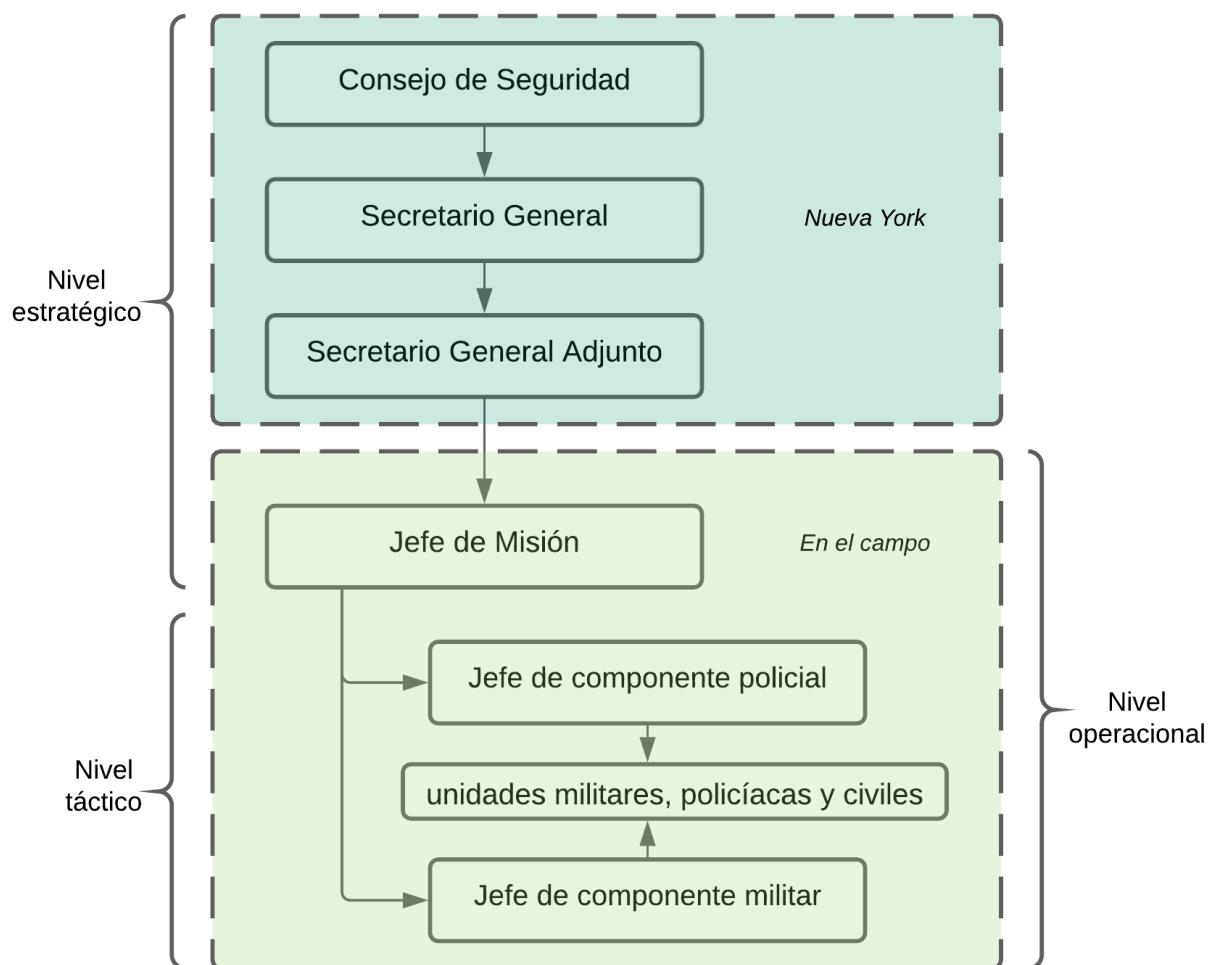 Consejo de Seguridad
Secretario General
Nueva York
Nivel
estratégico
Secretario General Adjunto
Jefe de Misión
En el campo
Jefe de componente policial
Nivel
operacional
Nivel
táctico
unidades militares, policíacas y civiles
Jefe de componente militar